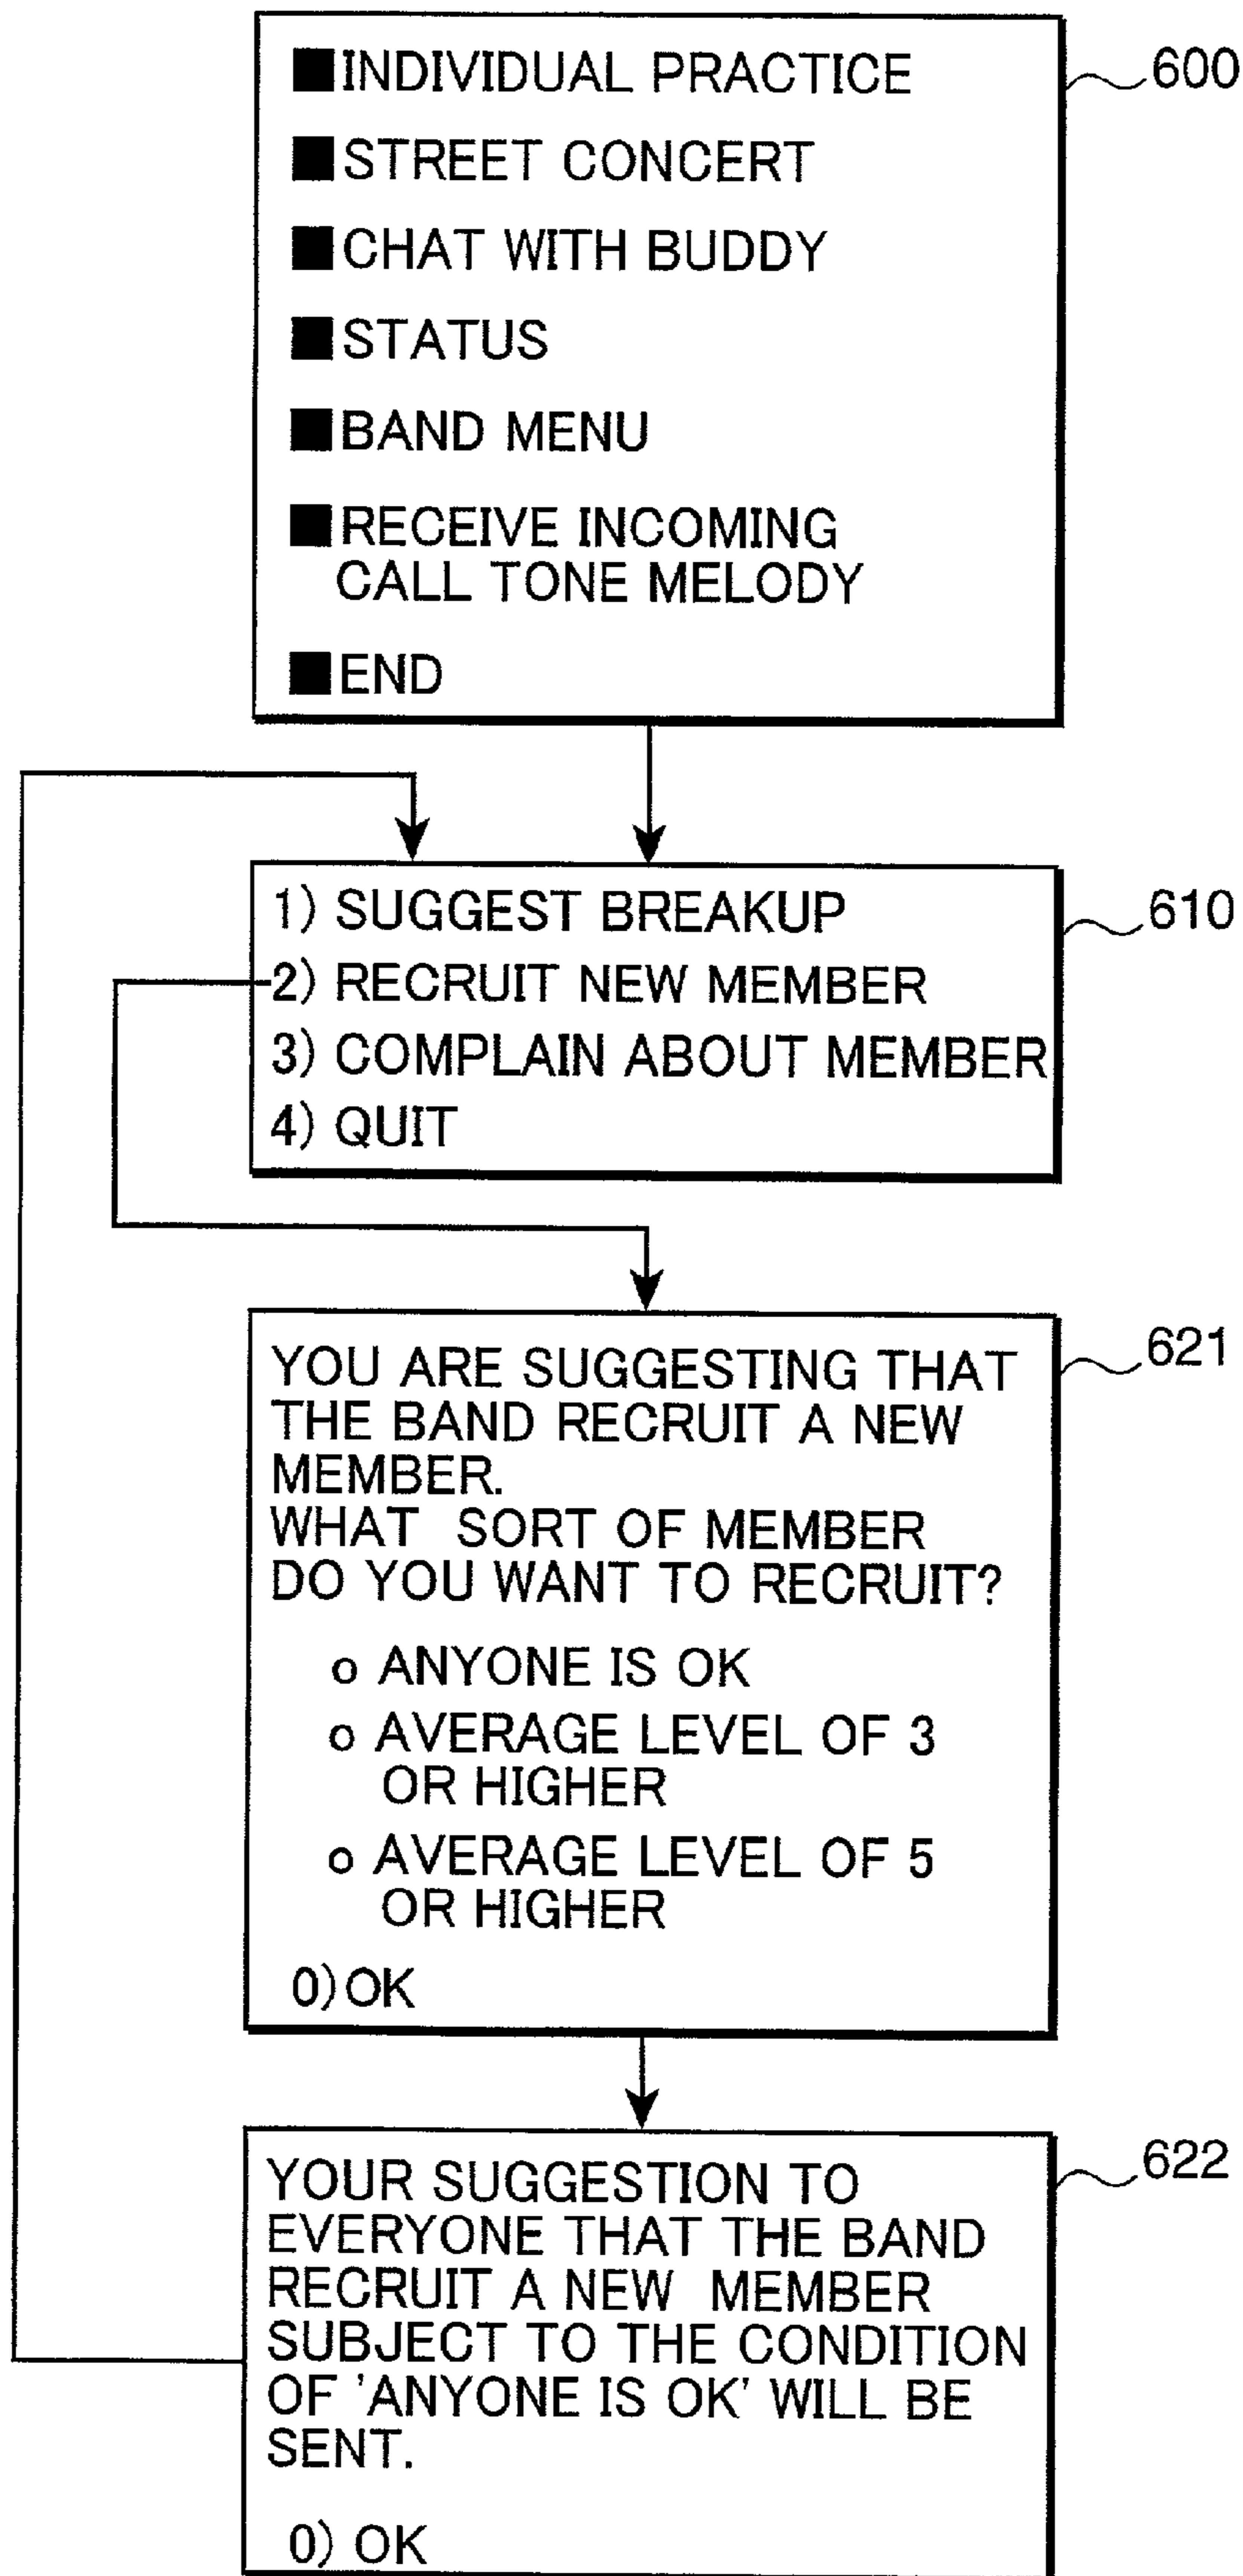 ■INDIVIDUAL PRACTICE
600
■STREET CONCERT
■CHAT WITH BUDDY
■STATUS
■BAND MENU
■RECEIVE INCOMING
CALL TONE MELODY
■END
1) SUGGEST BREAKUP
610
2) RECRUIT NEW MEMBER
3) COMPLAIN ABOUT MEMBER
4) QUIT
YOU ARE SUGGESTING THAT
621
THE BAND RECRUIT A NEW
MEMBER.
WHAT SORT OF MEMBER
DO YOU WANT TO RECRUIT?
o ANYONE IS OK
o AVERAGE LEVEL OF 3
OR HIGHER
o AVERAGE LEVEL OF 5
OR HIGHER
0) OK
YOUR SUGGESTION TO
622
EVERYONE THAT THE BAND
RECRUIT A NEW MEMBER
SUBJECT TO THE CONDITION
OF 'ANYONE IS OK' WILL BE
SENT.
0) OK